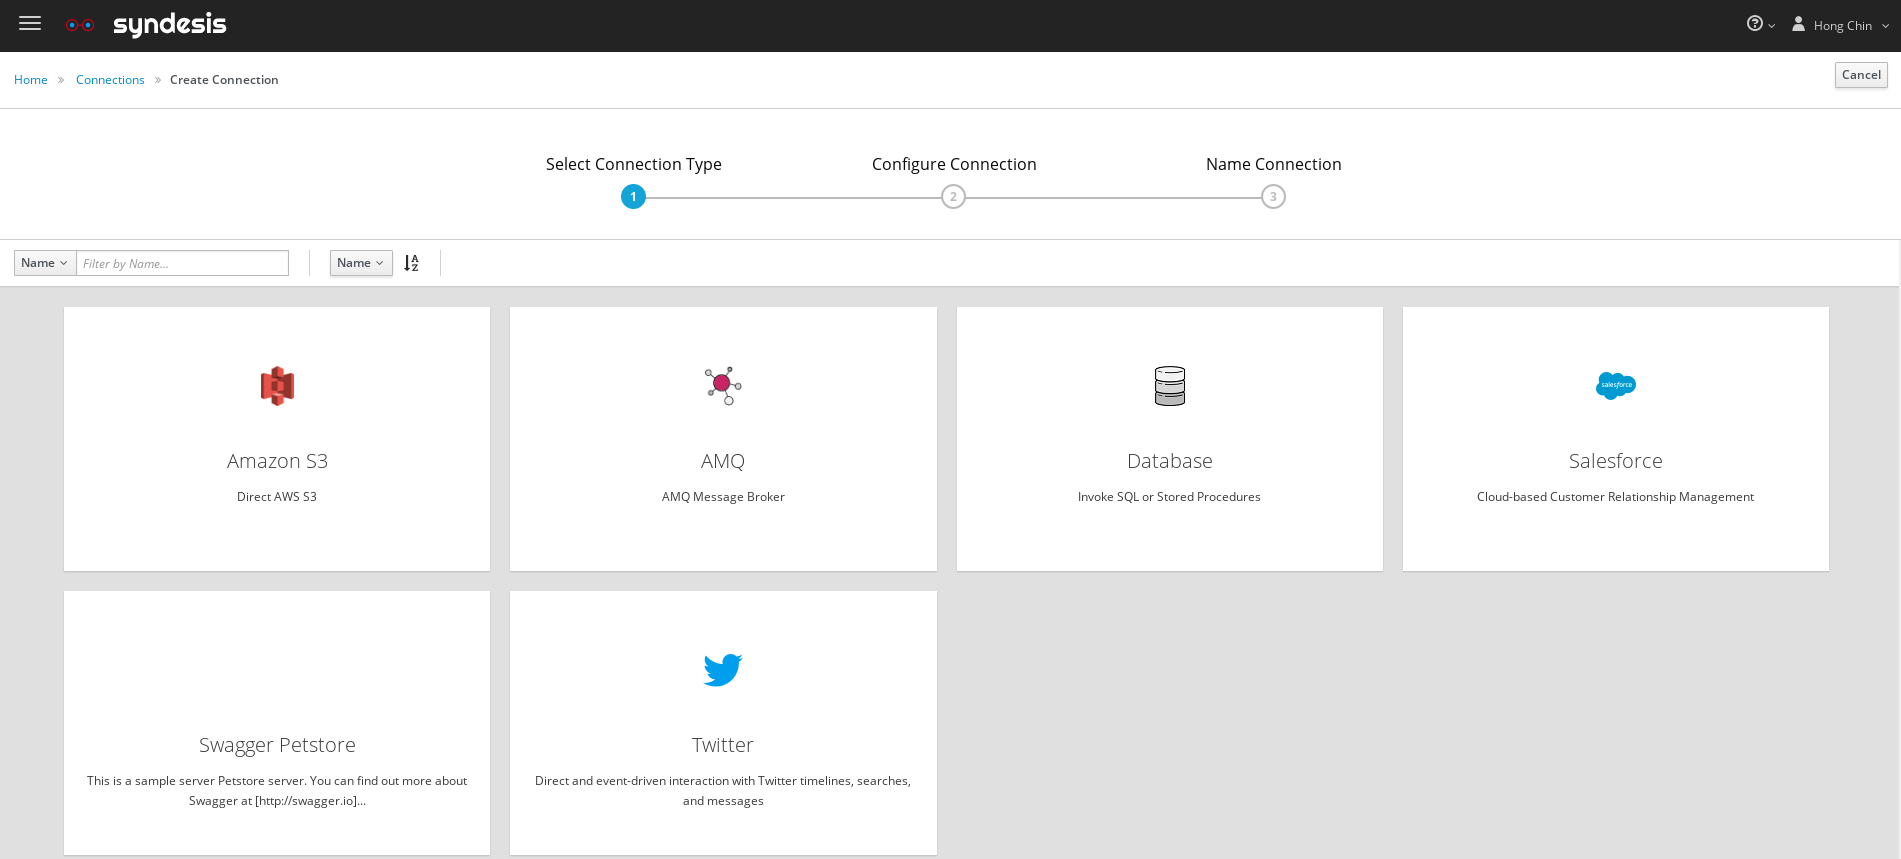 syndesis
Hong Chin
Home » Connections » Create Connection
Cancel
Select Connection Type
Configure Connection
Name Connection
1
2
3
Name
Filter by Name...
Name
A
Z
salesforce
Amazon S3
AMQ
Database
Salesforce
Direct AWS S3
AMQ Message Broker
Invoke SQL or Stored Procedures
Cloud-based Customer Relationship Management
Swagger Petstore
Twitter
This is a sample server Petstore server. You can find out more about
Swagger at [http://swagger.io]...
Direct and event-driven interaction with Twitter timelines, searches,
and messages